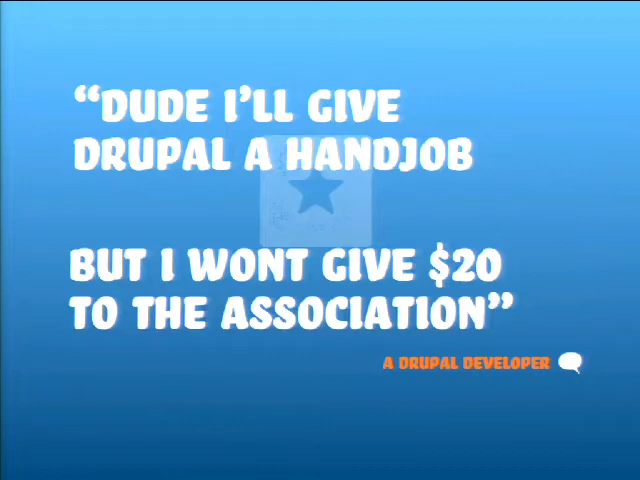 “DUDE I’LL GIVE
DRUPAL A HANDJOB
BUT I WONT GIVE $20
TO THE ASSOCIATION”
A DRUPAL DEVELOPER